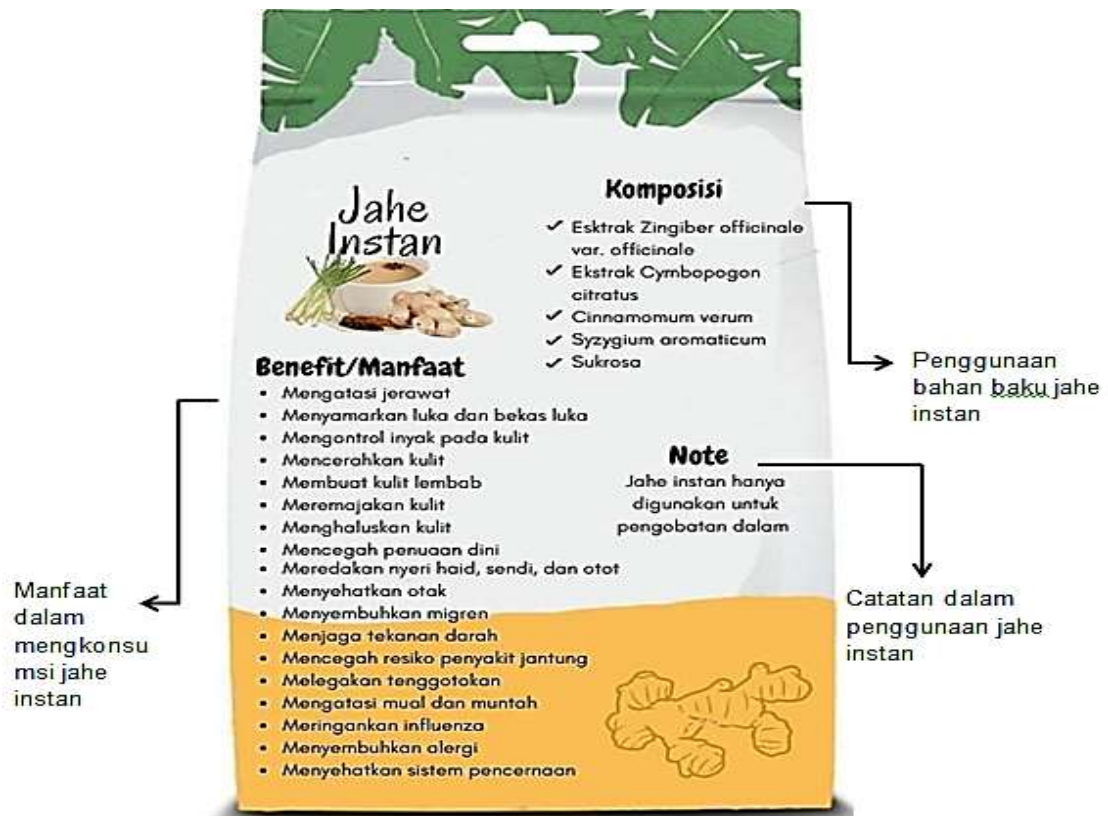 Jahe
Instan
Komposisi
✓ Esktrak Zingiber officinale
var. officinale
✓ Ekstrak Cymbopogon
citratus
✓ Cinnamomum verum
✓ Syzygium aromaticum
✓ Sukrosa
Benefit/Manfaat
• Mengatasi jerawat
• Menyamarkan luka dan bekas luka
• Mengontrol inyak pada kulit
• Mencerahkan kulit
• Membuat kulit lembab
• Meremajakan kulit
• Menghaluskan kulit
• Mencegah penuaan dini
• Meredakan nyeri haid, sendi, dan otot
• Menyehatkan otak
• Menyembuhkan migren
• Menjaga tekanan darah
• Mencegah resiko penyakit jantung
• Melegakan tenggotokan
• Mengatasi mual dan muntah
• Meringankan influenza
• Menyembuhkan alergi
• Menyehatkan sistem pencernaan
Note
Jahe instan hanya
digunakan untuk
pengobatan dalam
Penggunaan
bahan baku jahe
instan
Catatan dalam
penggunaan jahe
instan
Manfaat
dalam
mengkonsu
msi jahe
instan